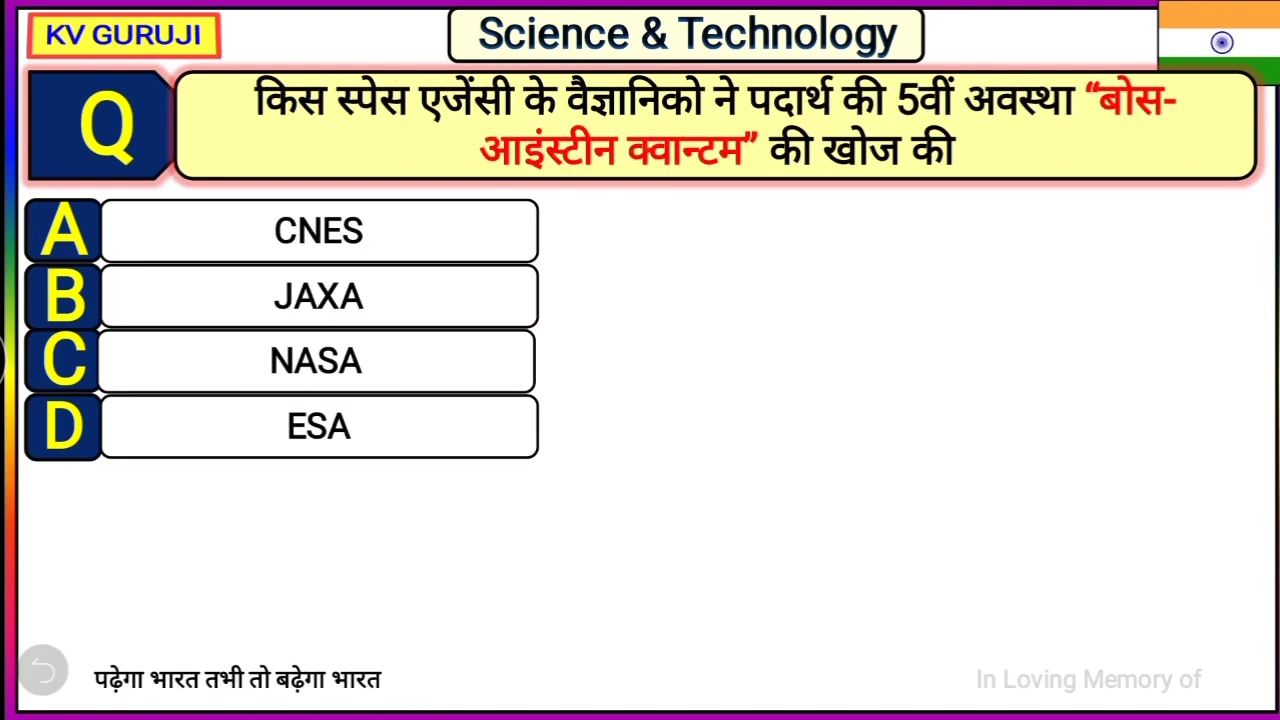 KV GURUJI
Science & Technology
Q
किस स्पेस एजेंसी के वैज्ञानिको ने पदार्थ की 5वीं अवस्था “बोस-
आइंस्टीन क्वान्टम” की खोज की
A CNES
B JAXA
C NASA
D ESA
पढ़ेगा भारत तभी तो बढ़ेगा भारत
In Loving Memory of